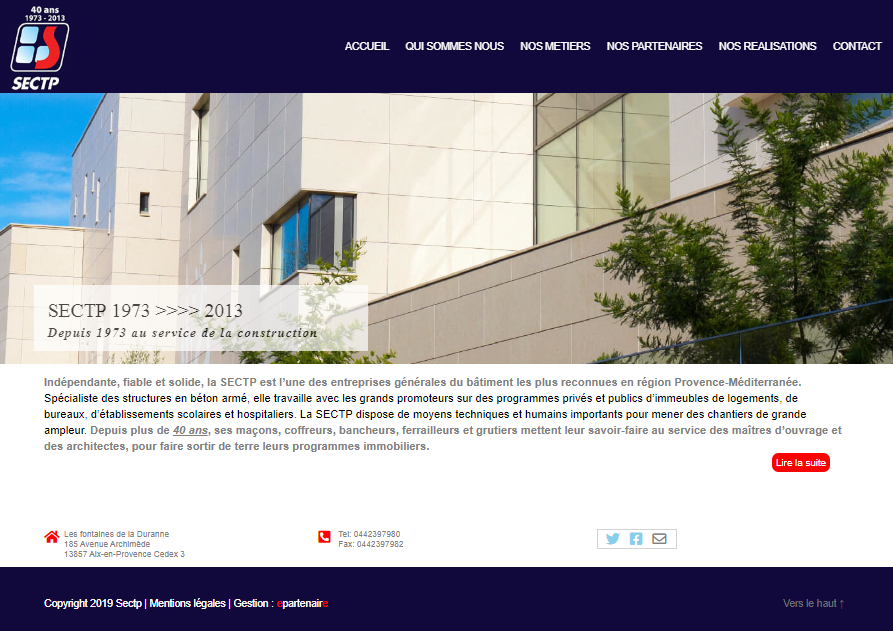 40 ans
1973 - 2013
SECTP
ACCUEIL QUI SOMMES NOUS NOS METIERS NOS PARTENAIRES NOS REALISATIONS CONTACT
SECTP 1973 >>>> 2013
Depuis 1973 au service de la construction
Indépendante, fiable et solide, la SECTP est l’une des entreprises générales du bâtiment les plus reconnues en région Provence-Méditerranée.
Spécialiste des structures en béton armé, elle travaille avec les grands promoteurs sur des programmes privés et publics d’immeubles de logements, de
bureaux, d’établissements scolaires et hospitaliers. La SECTP dispose de moyens techniques et humains importants pour mener des chantiers de grande
ampleur. Depuis plus de 40 ans, ses maçons, coffreurs, bancheurs, ferrailleurs et grutiers mettent leur savoir-faire au service des maîtres d’ouvrage et
des architectes, pour faire sortir de terre leurs programmes immobiliers.
Lire la suite
Les fontaines de la Duranne
185 Avenue Archimède
13857 Aix-en-Provence Cedex 3
Tel: 0442397980
Fax: 0442397982
Copyright 2019 Sectp | Mentions légales | Gestion : epartenaire
Vers le haut ↑